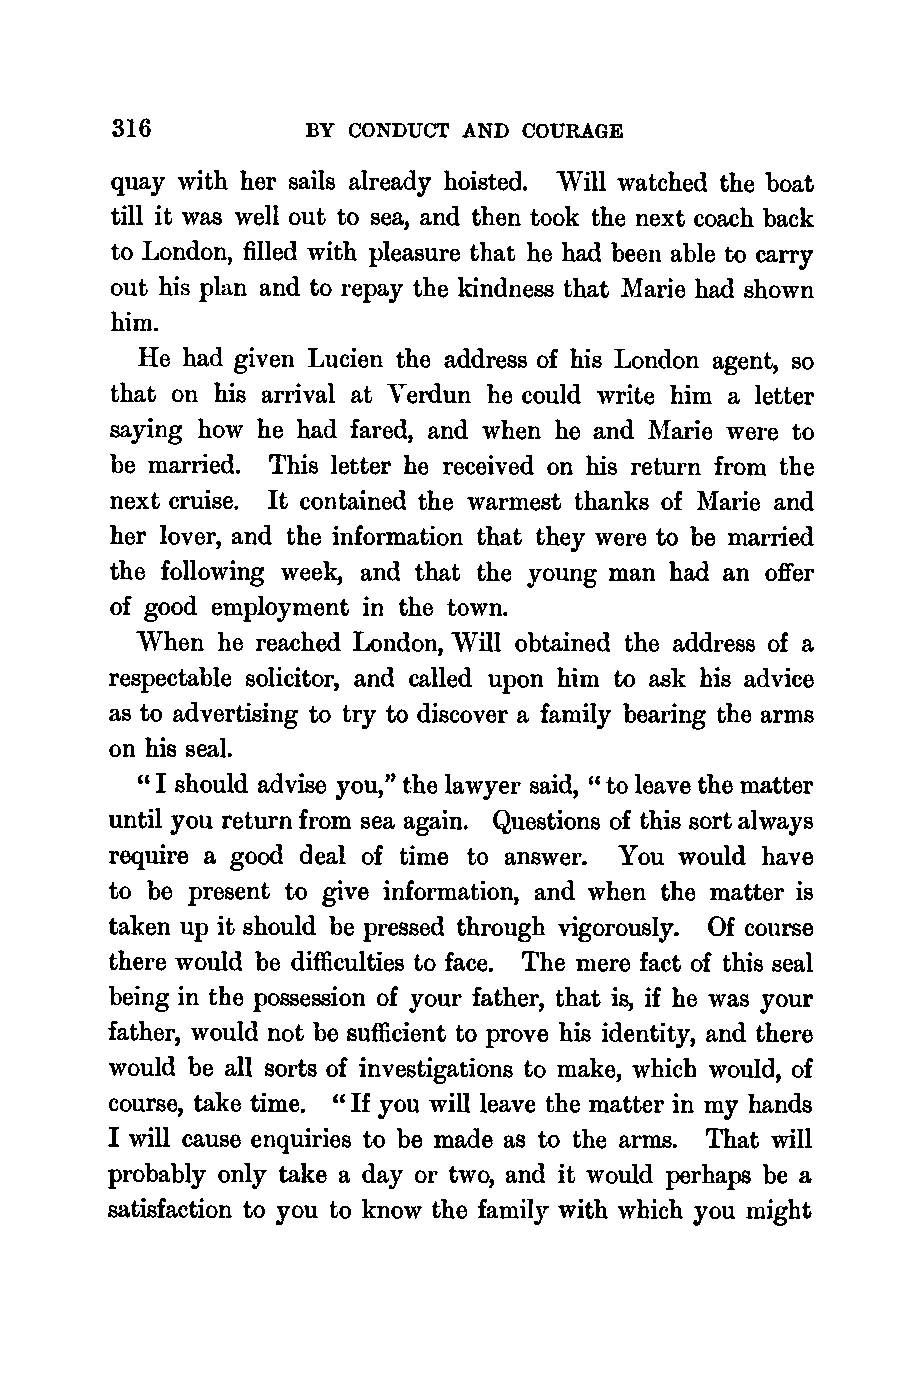 316 BY CONDUCT AND COURAGE
quay with her sails already hoisted. Will watched the boat
till it was well out to sea, and then took the next coach back
to London, filled with pleasure that he had been able to carry
out his plan and to repay the kindness that Marie had shown
him.
He had given Lucien the address of his London agent, so
that on his arrival at Verdun he could write him a letter
saying how he had fared, and when he and Marie were to
be married. This letter he received on his return from the
next cruise. It contained the warmest thanks of Marie and
her lover, and the information that they were to be married
the following week, and that the young man had an offer
of good employment in the town.
When he reached London, Will obtained the address of a
respectable solicitor, and called upon him to ask his advice
as to advertising to try to discover a family bearing the arms
on his seal.
“I should advise you,” the lawyer said, “to leave the matter
until you return from sea again. Questions of this sort always
require a good deal of time to answer. You would have
to be present to give information, and when the matter is
taken up it should be pressed through vigorously. Of course
there would be difficulties to face. The mere fact of this seal
being in the possession of your father, that is, if he was your
father, would not be sufficient to prove his identity, and there
would be all sorts of investigations to make, which would, of
course, take time. “If you will leave the matter in my hands
I will cause enquiries to be made as to the arms. That will
probably only take a day or two, and it would perhaps be a
satisfaction to you to know the family with which you might